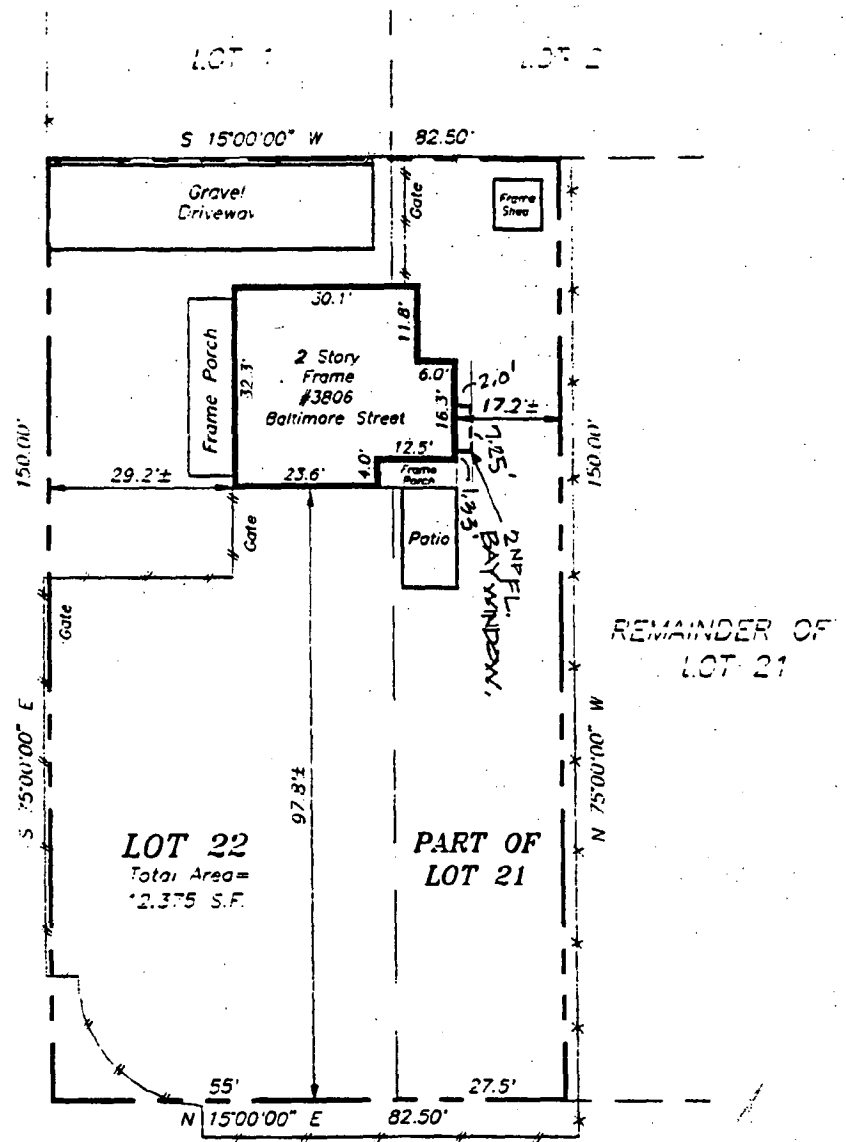 LOT 1
LOT 2
S 15°00'00" W 82.50'
Gravel
Driveway
Gate
Frame
Shed
30.1'
11.8'
Frame Porch
32.3'
2 Story
Frame
#3806
Baltimore Street
6.0'
2.0'
16.3'
17.2'±
7.25'
150.00'
150.00'
29.2'±
23.6'
4.0'
12.5'
Frame
Porch
1.33'
Gate
Patio
2ND FL.
BAY WINDOW.
Gate
REMAINDER OF
LOT 21
S 75°00'00" E
N 75°00'00" W
97.8'±
LOT 22
Total Area=
12,375 S.F.
PART OF
LOT 21
55'
27.5'
N 15°00'00" E 82.50'